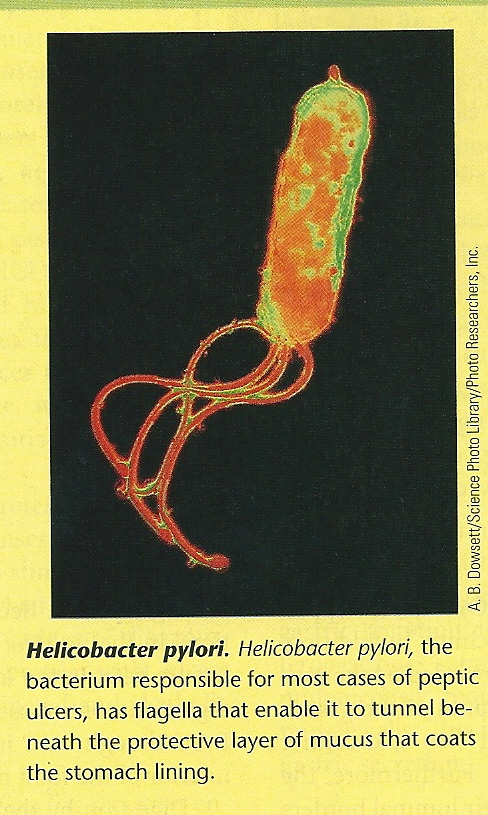 A. B. Dowsett/Science Photo Library/Photo Researchers, Inc.
Helicobacter pylori. Helicobacter pylori, the
bacterium responsible for most cases of peptic
ulcers, has flagella that enable it to tunnel be-
neath the protective layer of mucus that coats
the stomach lining.